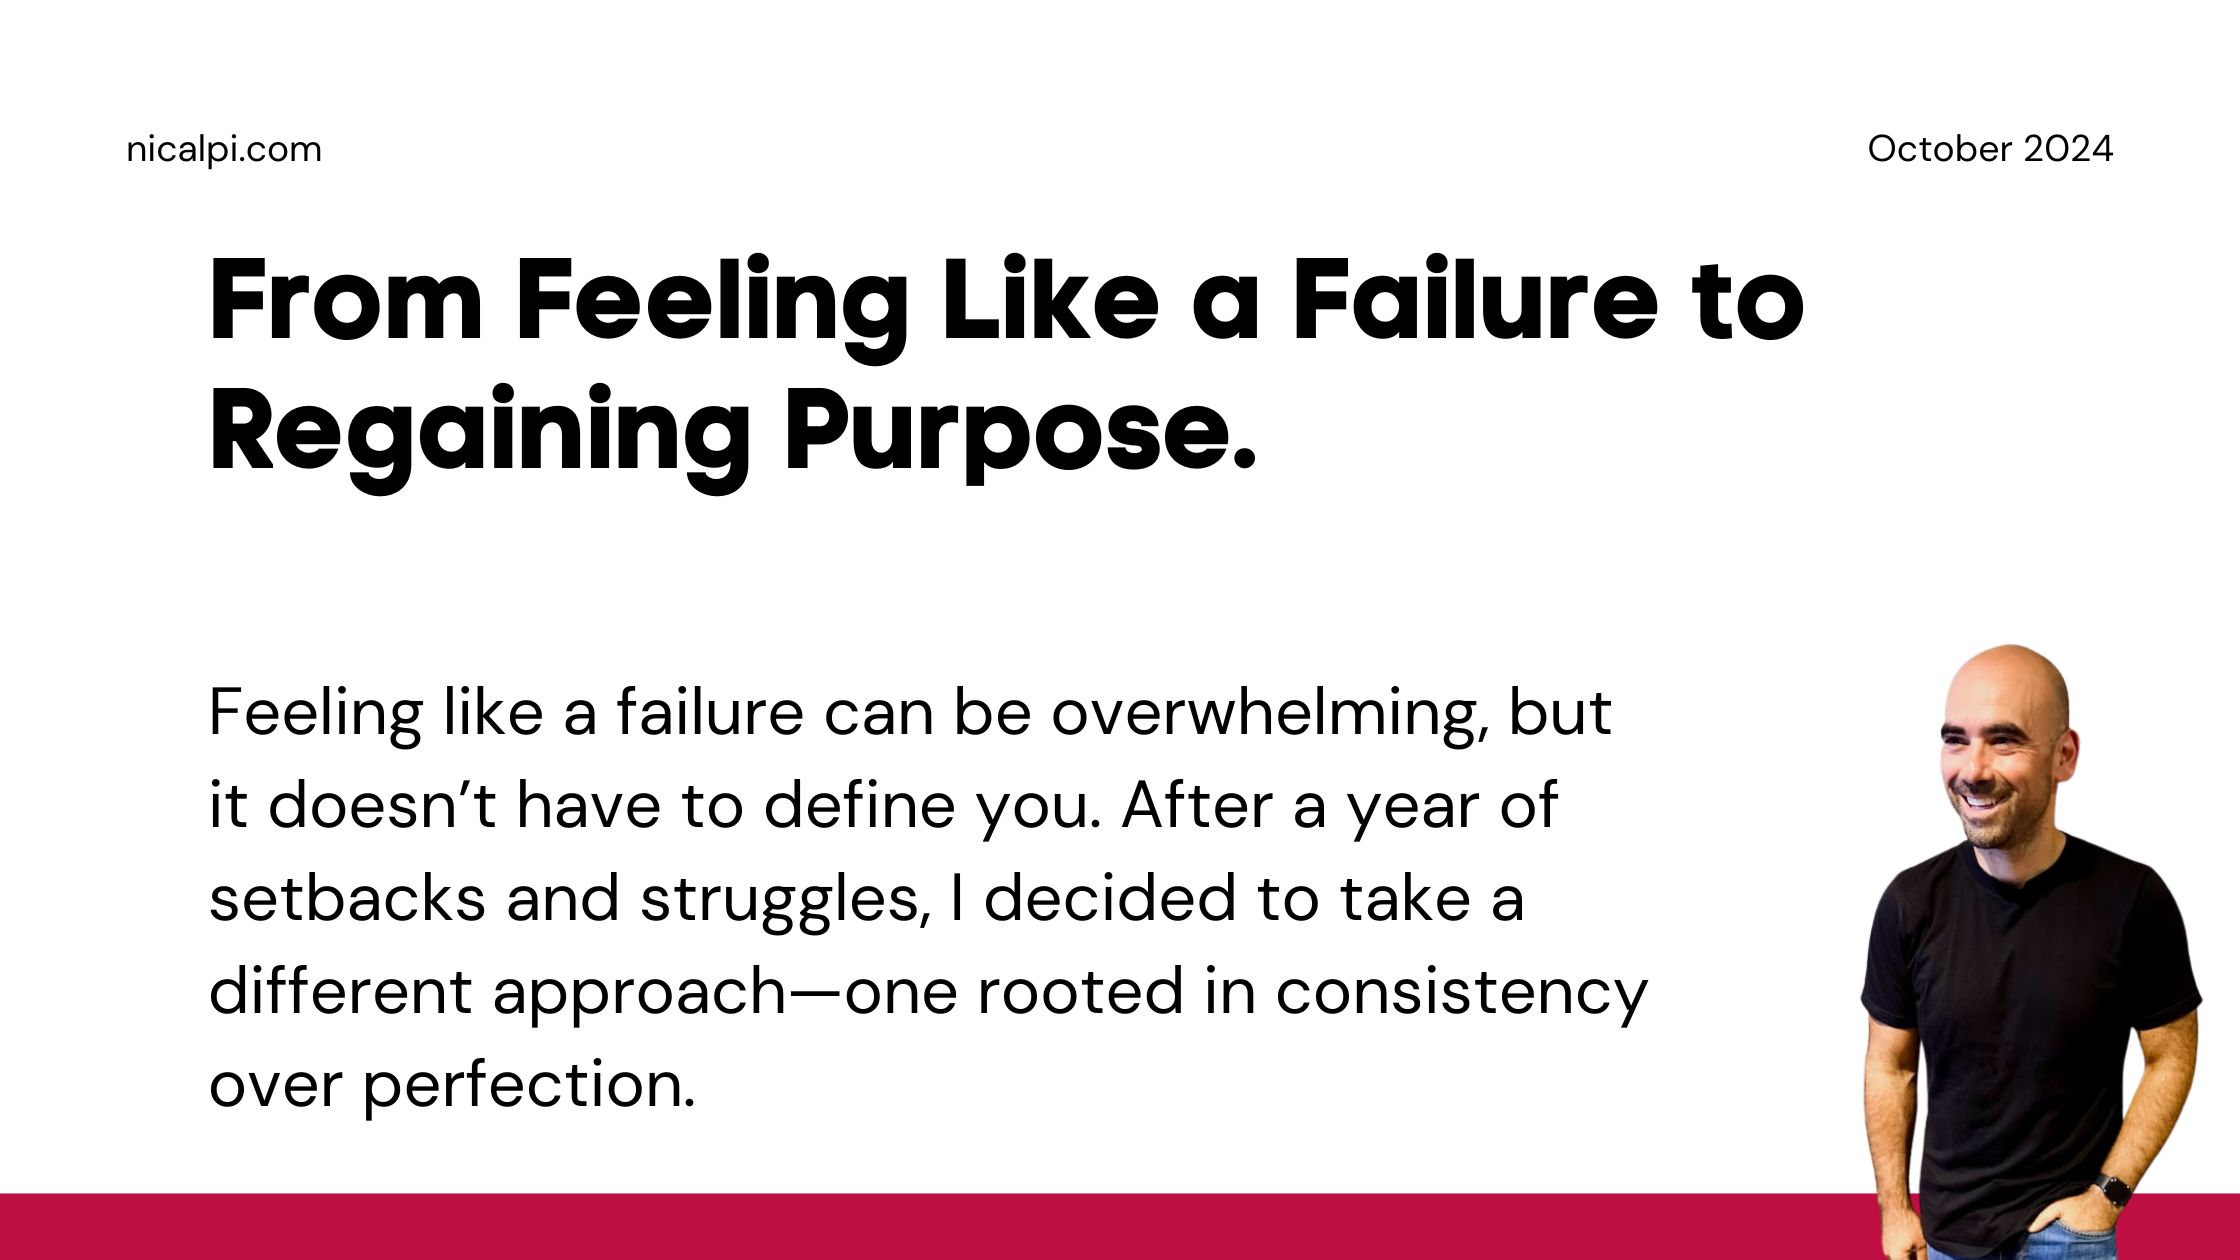 nicalpi.com
October 2024
From Feeling Like a Failure to
Regaining Purpose.
Feeling like a failure can be overwhelming, but
it doesn’t have to define you. After a year of
setbacks and struggles, I decided to take a
different approach—one rooted in consistency
over perfection.